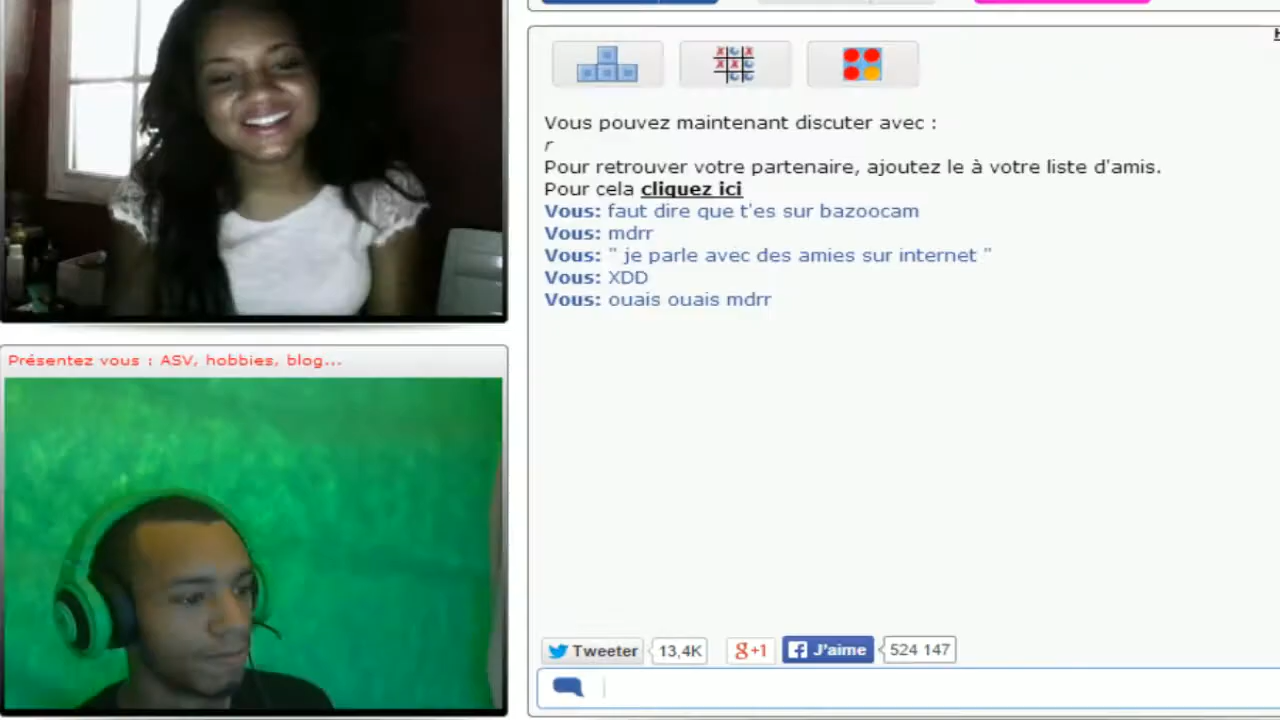 Vous pouvez maintenant discuter avec :
r
Pour retrouver votre partenaire, ajoutez le à votre liste d'amis.
Pour cela cliquez ici
Vous: faut dire que t'es sur bazoocam
Vous: mdrr
Vous: " je parle avec des amies sur internet "
Vous: XDD
Vous: ouais ouais mdrr
Présentez vous : ASV, hobbies, blog...
Tweeter 13,4K g+1 J'aime 524 147